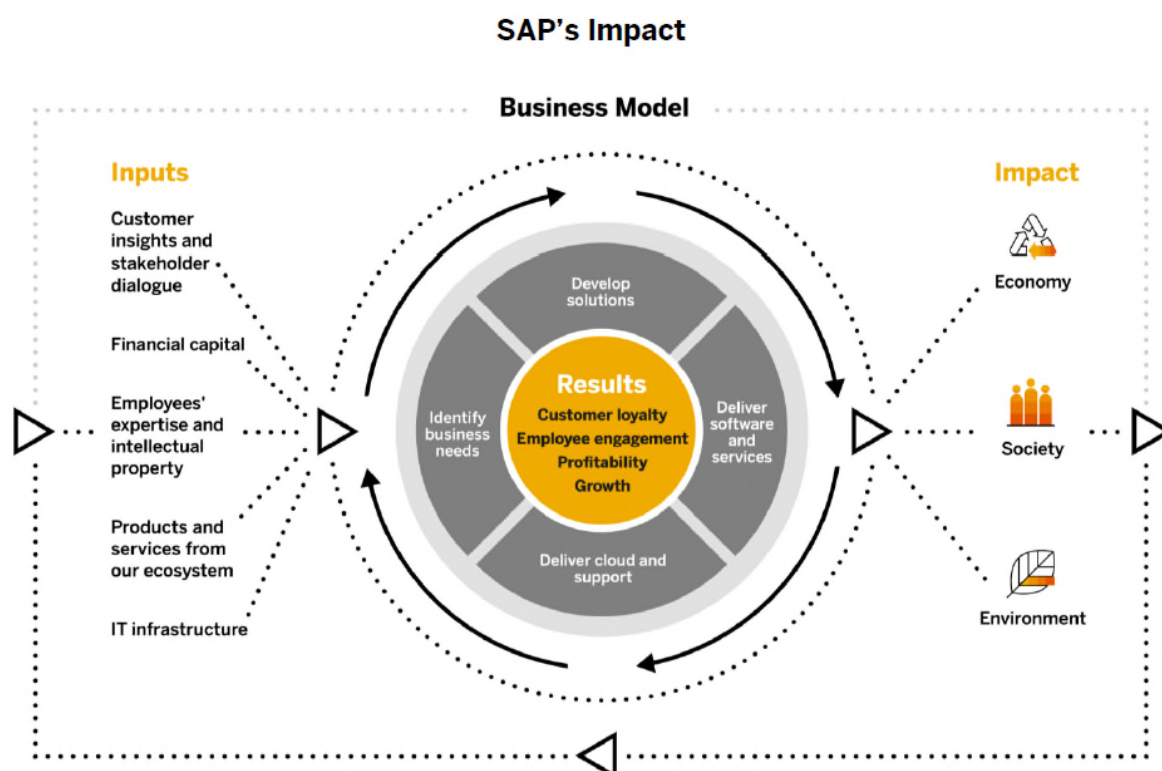 SAP's Impact
Business Model
Inputs
Customer
insights and
stakeholder
dialogue
Financial capital
Employees'
expertise and
intellectual
property
Products and
services from
our ecosystem
IT infrastructure
Develop
solutions
Identify
business
needs
Results
Customer loyalty
Employee engagement
Profitability
Growth
Deliver
software
and
services
Deliver cloud and
support
Impact
Economy
Society
Environment